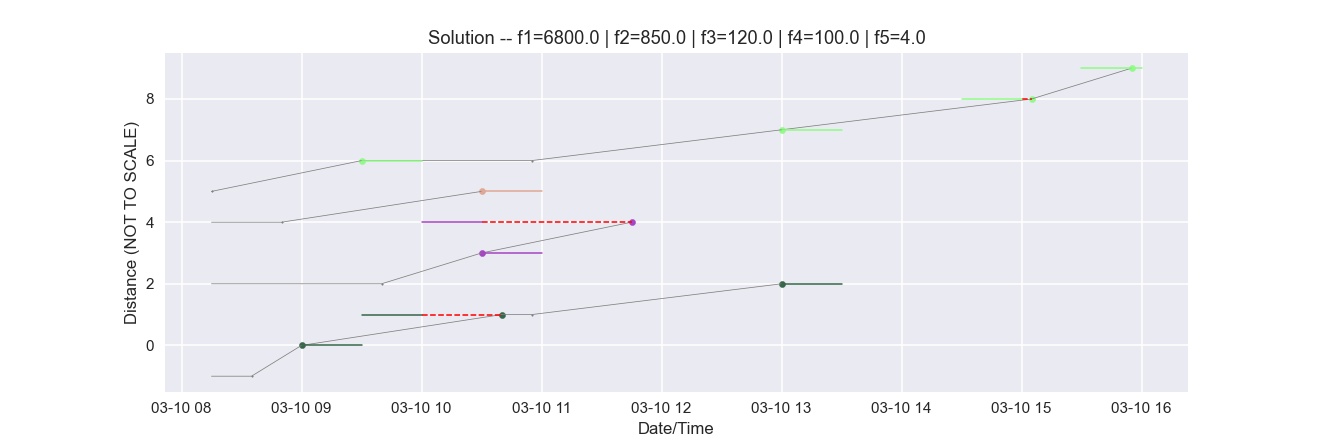 Solution -- f1=6800.0 | f2=850.0 | f3=120.0 | f4=100.0 | f5=4.0
Distance (NOT TO SCALE)
8
6
4
2
0
03-10 08 03-10 09 03-10 10 03-10 11 03-10 12 03-10 13 03-10 14 03-10 15 03-10 16
Date/Time